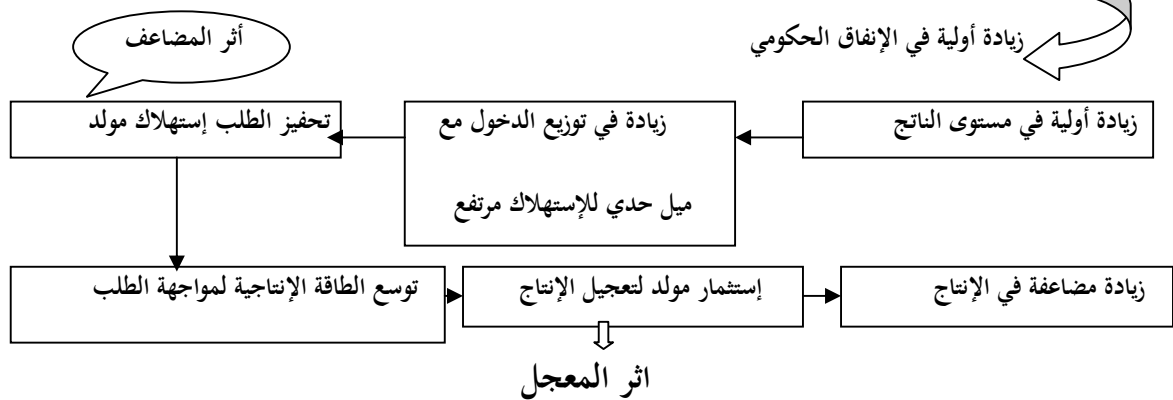 زيادة أولية في الإنفاق الحكومي
أثر المضاعف
زيادة أولية في مستوى الناتج
زيادة في توزيع الدخول مع
ميل حدي للإستهلاك مرتفع
تحفيز الطلب إستهلاك مولد
توسع الطاقة الإنتاجية لمواجهة الطلب
إستثمار مولد لتعجيل الإنتاج
زيادة مضاعفة في الإنتاج
اثر المعجل